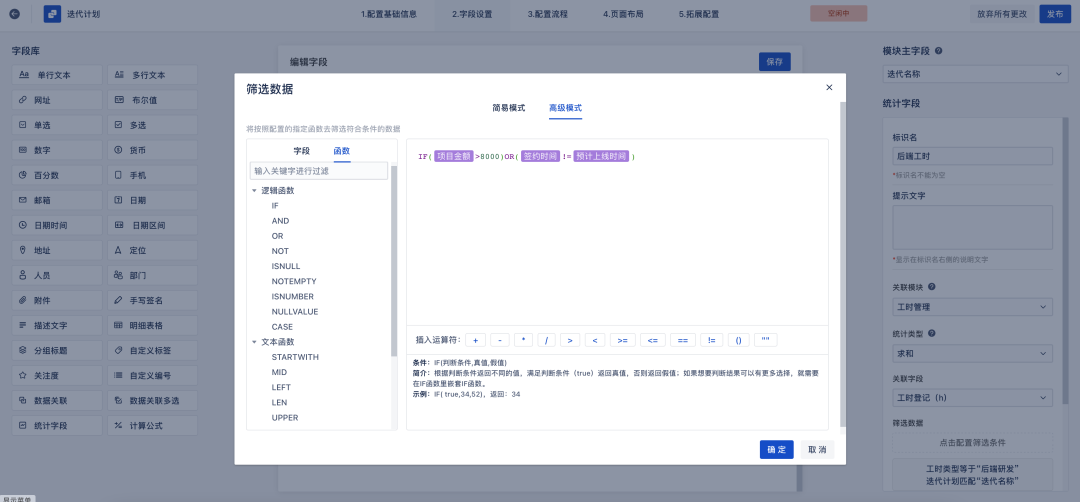 迭代计划
1.配置基础信息
2.字段设置
3.配置流程
4.页面布局
5.拓展配置
空闲中
放弃所有更改
发布
字段库
单行文本
多行文本
网址
布尔值
单选
多选
数字
货币
百分数
手机
邮箱
日期
日期时间
日期区间
地址
定位
人员
部门
附件
手写签名
描述文字
明细表格
分组标题
自定义标签
关注度
自定义编号
数据关联
数据关联多选
统计字段
计算公式
显示菜单
编辑字段
保存
筛选数据
简易模式
高级模式
将按照配置的指定函数去筛选符合条件的数据
字段
函数
输入关键字进行过滤
逻辑函数
IF
AND
OR
NOT
ISNULL
NOTEMPTY
ISNUMBER
NULLVALUE
CASE
文本函数
STARTWITH
MID
LEFT
LEN
UPPER
IF( 项目金额 >8000)OR( 签约时间 != 预计上线时间 )
插入运算符: + - * / > < >= <= == != () ""
条件: IF(判断条件,真值,假值)
简介: 根据判断条件返回不同的值，满足判断条件（true）返回真值，否则返回假值；如果想要判断结果可以有更多选择，就需要
在IF函数里嵌套IF函数。
示例: IF( true,34,52)，返回：34
确 定
取 消
模块主字段
迭代名称
统计字段
标识名
后端工时
*标识名不能为空
提示文字
*显示在标识名右侧的说明文字
关联模块
工时管理
统计类型
求和
关联字段
工时登记（h）
筛选数据
点击配置筛选条件
工时类型等于“后端研发”
迭代计划匹配“迭代名称”